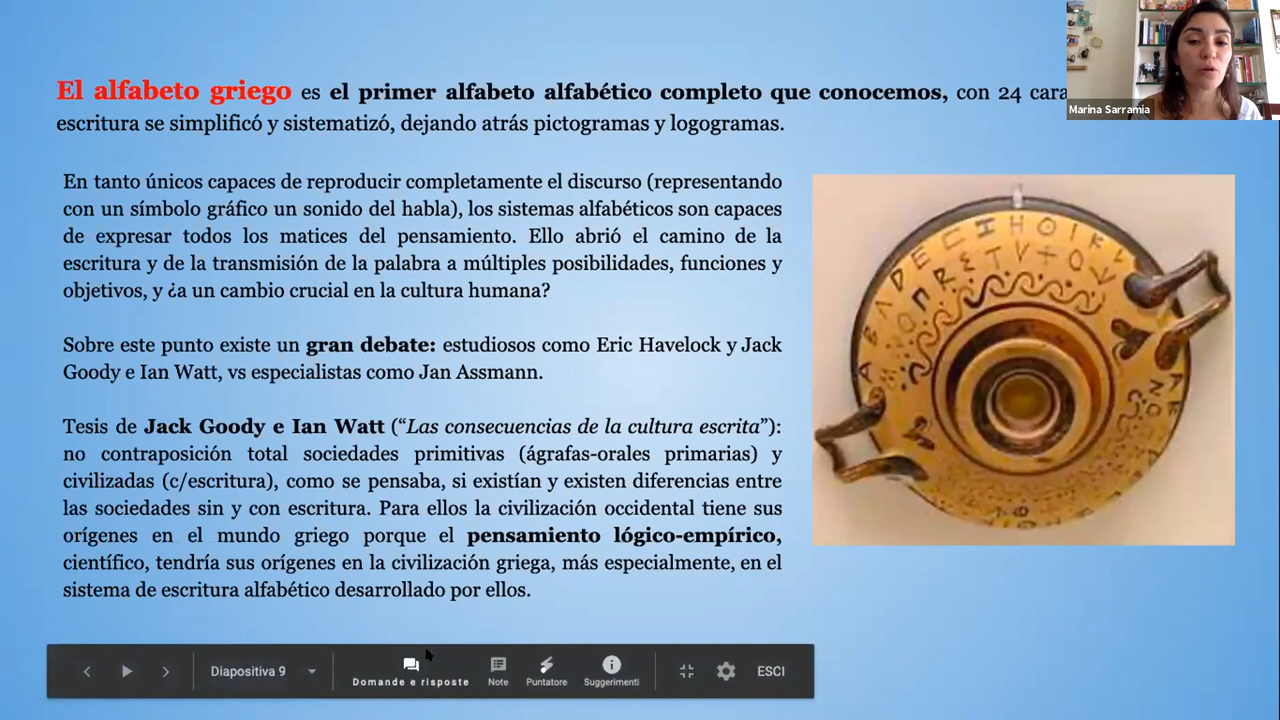 El alfabeto griego es el primer alfabeto alfabético completo que conocemos, con 24 cara
escritura se simplificó y sistematizó, dejando atrás pictogramas y logogramas.
En tanto únicos capaces de reproducir completamente el discurso (representando
con un símbolo gráfico un sonido del habla), los sistemas alfabéticos son capaces
de expresar todos los matices del pensamiento. Ello abrió el camino de la
escritura y de la transmisión de la palabra a múltiples posibilidades, funciones y
objetivos, y ¿a un cambio crucial en la cultura humana?
Sobre este punto existe un gran debate: estudiosos como Eric Havelock y Jack
Goody e Ian Watt, vs especialistas como Jan Assmann.
Tesis de Jack Goody e Ian Watt (“Las consecuencias de la cultura escrita”):
no contraposición total sociedades primitivas (ágrafas-orales primarias) y
civilizadas (c/escritura), como se pensaba, si existían y existen diferencias entre
las sociedades sin y con escritura. Para ellos la civilización occidental tiene sus
orígenes en el mundo griego porque el pensamiento lógico-empírico,
científico, tendría sus orígenes en la civilización griega, más especialmente, en el
sistema de escritura alfabético desarrollado por ellos.
Marina Sarramia
Diapositiva 9
Domande e risposte
Note
Puntatore
Suggerimenti
ESCI